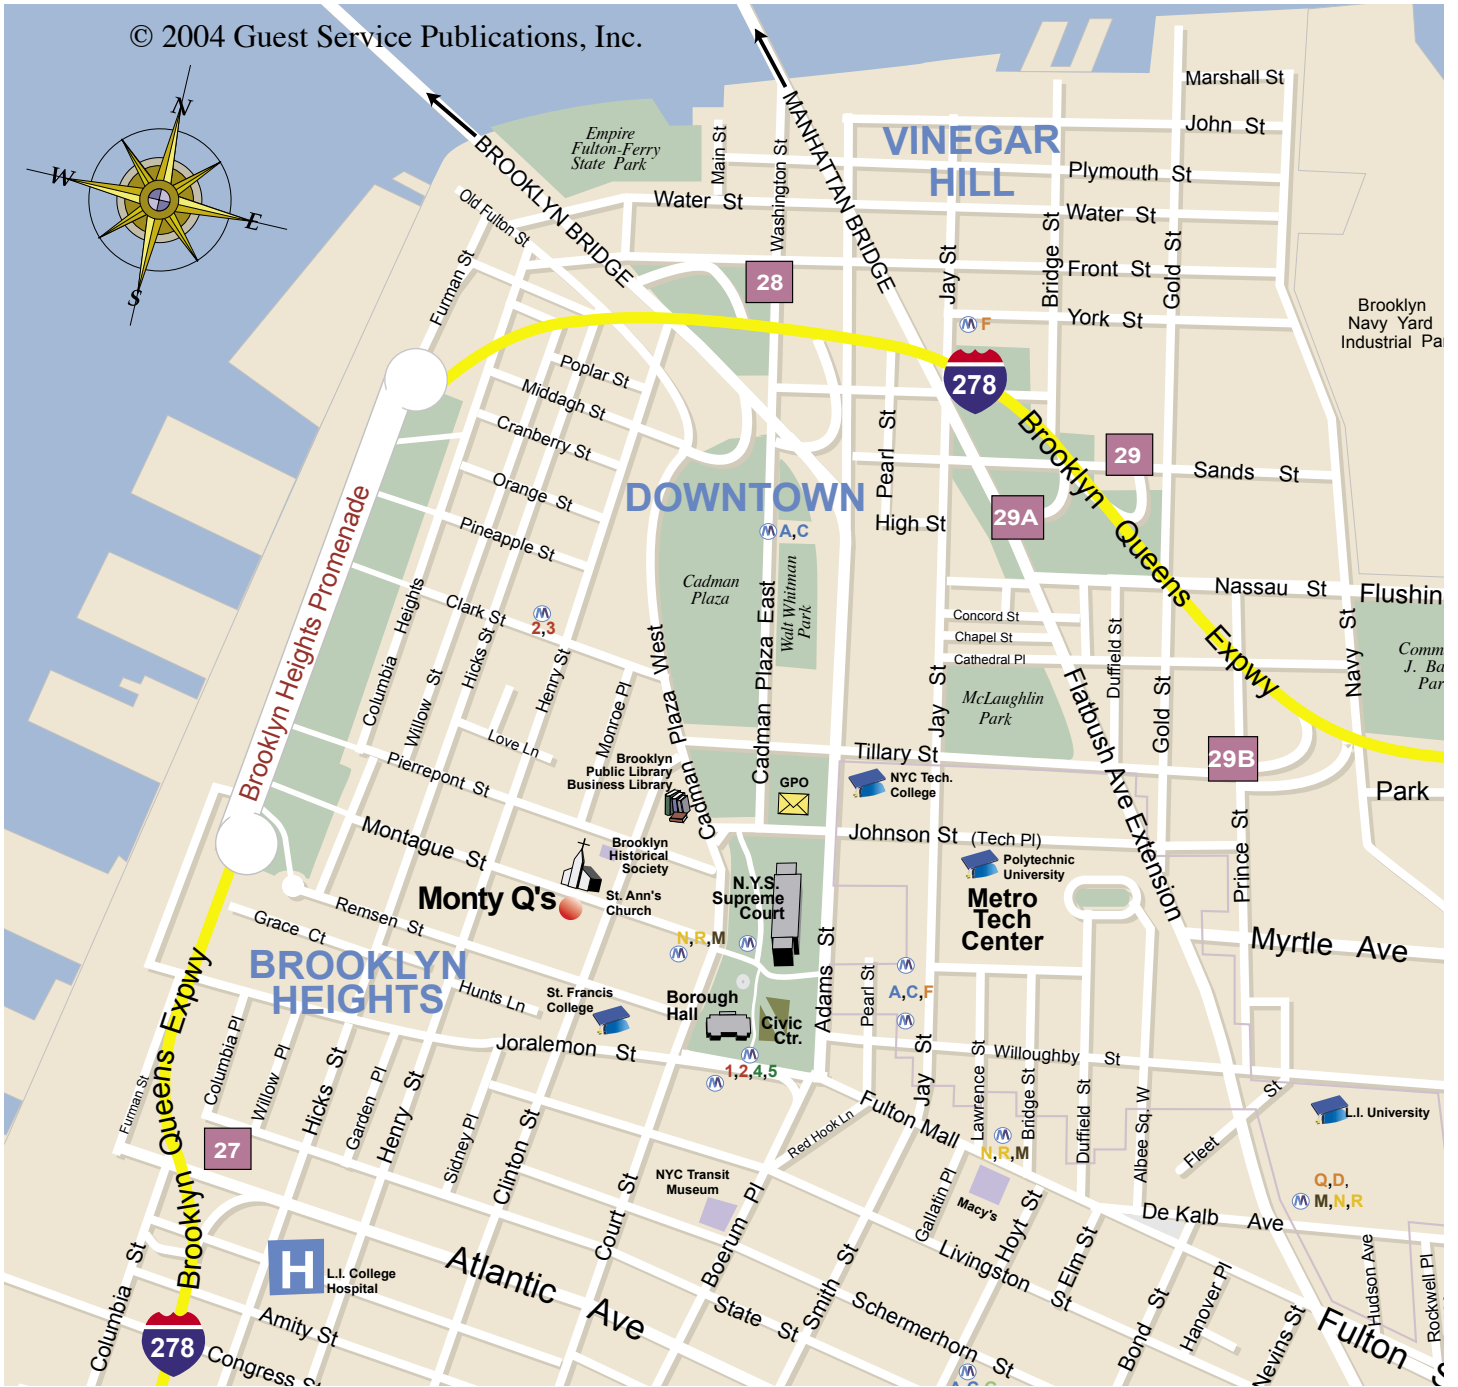 © 2004 Guest Service Publications, Inc.
N
W
E
S
Marshall St
John St
Plymouth St
Water St
Front St
York St
VINEGAR
HILL
Empire
Fulton-Ferry
State Park
Main St
Washington St
Water St
MANHATTAN BRIDGE
BROOKLYN BRIDGE
Old Fulton St
Furman St
Jay St
Bridge St
Gold St
28
M F
278
Brooklyn
Navy Yard
Industrial Pa
Poplar St
Middagh St
Cranberry St
Orange St
Pineapple St
Clark St
M
2,3
Brooklyn Heights Promenade
DOWNTOWN
M A,C
Cadman
Plaza
Walt Whitman
Park
Cadman Plaza East
Cadman Plaza West
Pearl St
High St
29
29A
Sands St
Brooklyn Queens Expwy
Nassau St
Flushin
Navy St
Comm
J. Ba
Par
Concord St
Chapel St
Cathedral Pl
McLaughlin
Park
Jay St
Duffield St
Gold St
Flatbush Ave Extension
29B
Park
Prince St
Columbia Heights
Willow St
Hicks St
Henry St
Monroe Pl
Love Ln
Pierrepont St
Montague St
Brooklyn
Public Library
Business Library
GPO
Tillary St
NYC Tech.
College
Johnson St (Tech Pl)
Polytechnic
University
Metro
Tech
Center
Brooklyn
Historical
Society
St. Ann's
Church
Monty Q's
N.Y.S.
Supreme
Court
Remsen St
Grace Ct
BROOKLYN
HEIGHTS
N,R,M
M
M
Hunts Ln
St. Francis
College
Borough
Hall
Civic
Ctr.
Adams St
Pearl St
M
A,C,F
M
Myrtle Ave
Joralemon St
M
M
1,2,4,5
Willoughby St
Jay St
Lawrence St
Bridge St
Duffield St
Albee Sq. W
Fleet St
L.I. University
Brooklyn Queens Expwy
Furman St
Columbia Pl
Willow Pl
Hicks St
Garden Pl
Henry St
Sidney Pl
Clinton St
27
Fulton Mall
Red Hook Ln
M
N,R,M
Macy's
NYC Transit
Museum
Court St
Boerum Pl
Gallatin Pl
Hoyt St
Elm St
De Kalb Ave
Q,D,
M M,N,R
H
L.I. College
Hospital
Atlantic Ave
Livingston St
Schermerhorn St
State St
Smith St
Bond St
Hanover Pl
Nevins St
Hudson Ave
Rockwell Pl
Fulton S
Columbia St
278
Amity St
Congress St
M
A,C,G